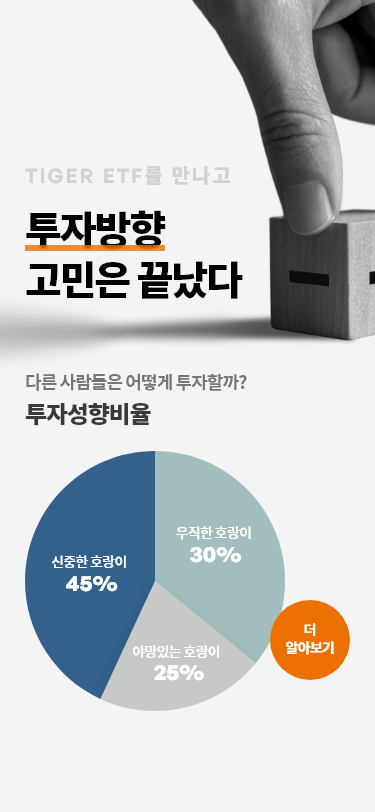 TIGER ETF를 만나고
투자방향
고민은 끝났다
다른 사람들은 어떻게 투자할까?
투자성향비율
우직한 호랑이
30%
신중한 호랑이
45%
야망있는 호랑이
25%
더
알아보기